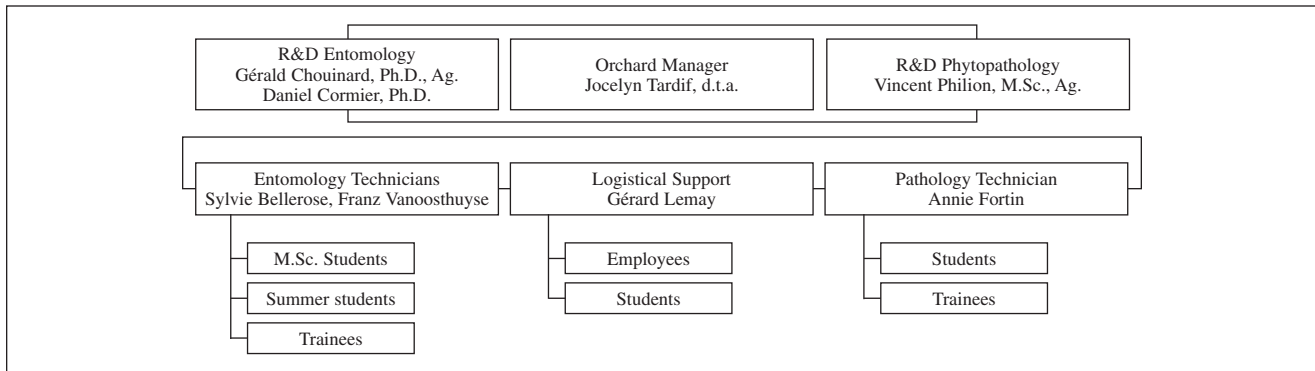 R&D Entomology
Gérald Chouinard, Ph.D., Ag.
Daniel Cormier, Ph.D.
Orchard Manager
Jocelyn Tardif, d.t.a.
R&D Phytopathology
Vincent Philion, M.Sc., Ag.
Entomology Technicians
Sylvie Bellerose, Franz Vanoosthuyse
Logistical Support
Gérard Lemay
Pathology Technician
Annie Fortin
M.Sc. Students
Summer students
Trainees
Employees
Students
Students
Trainees